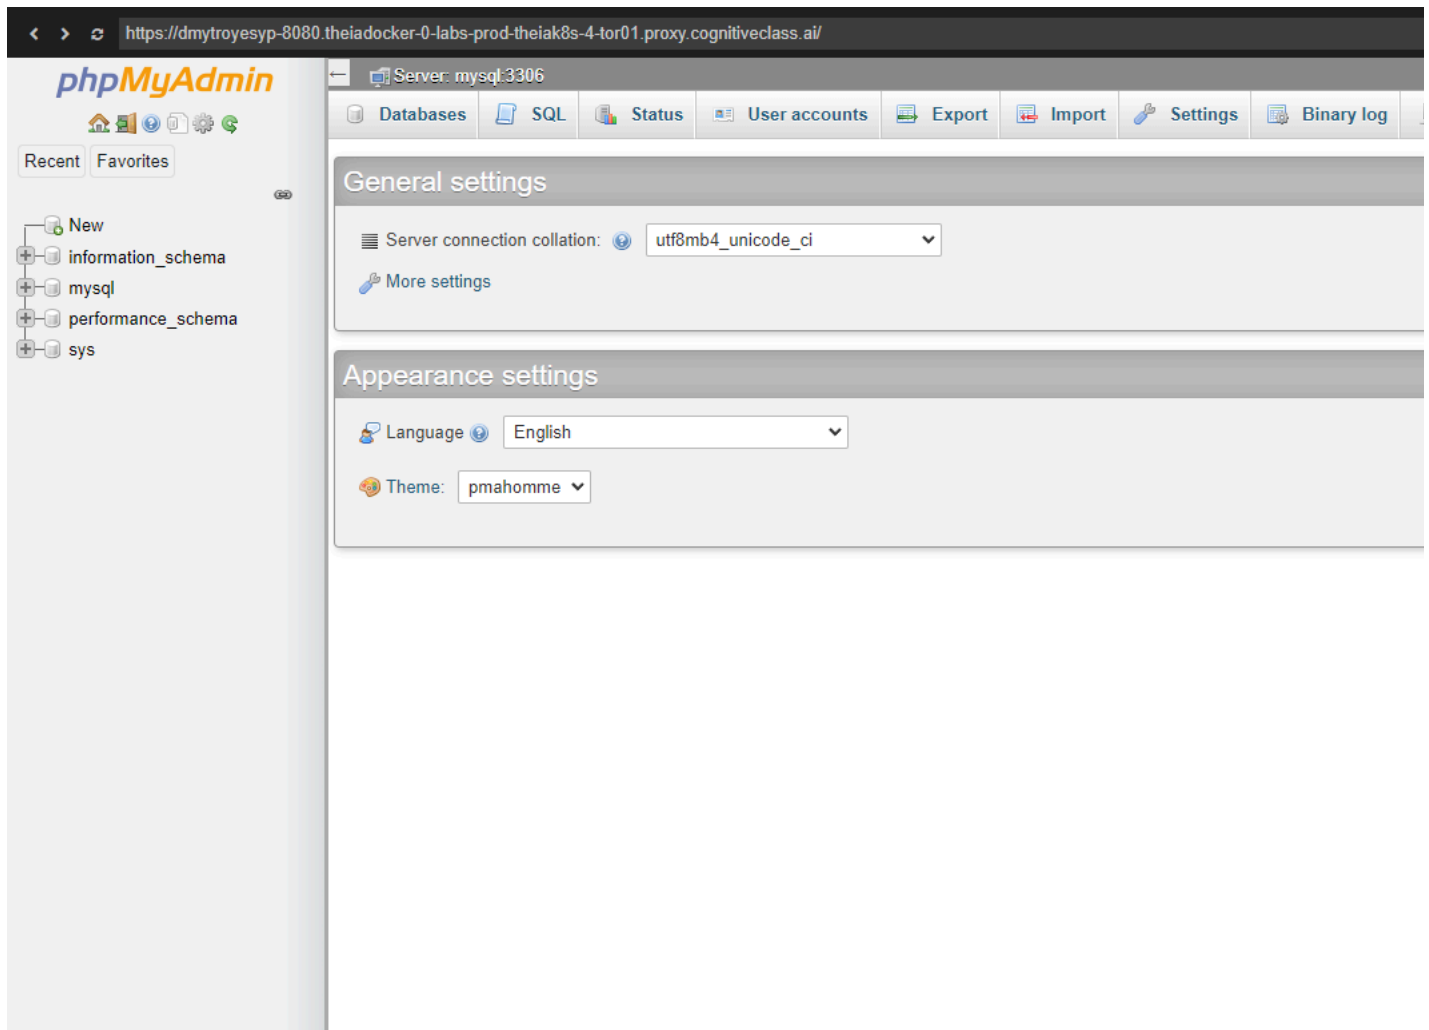 https://dmytroyesyp-8080.theiadocker-0-labs-prod-theiak8s-4-tor01.proxy.cognitiveclass.ai/
phpMyAdmin
Recent Favorites
New
information_schema
mysql
performance_schema
sys
Server: mysql:3306
Databases SQL Status User accounts Export Import Settings Binary log
General settings
Server connection collation: utf8mb4_unicode_ci
More settings
Appearance settings
Language English
Theme: pmahomme